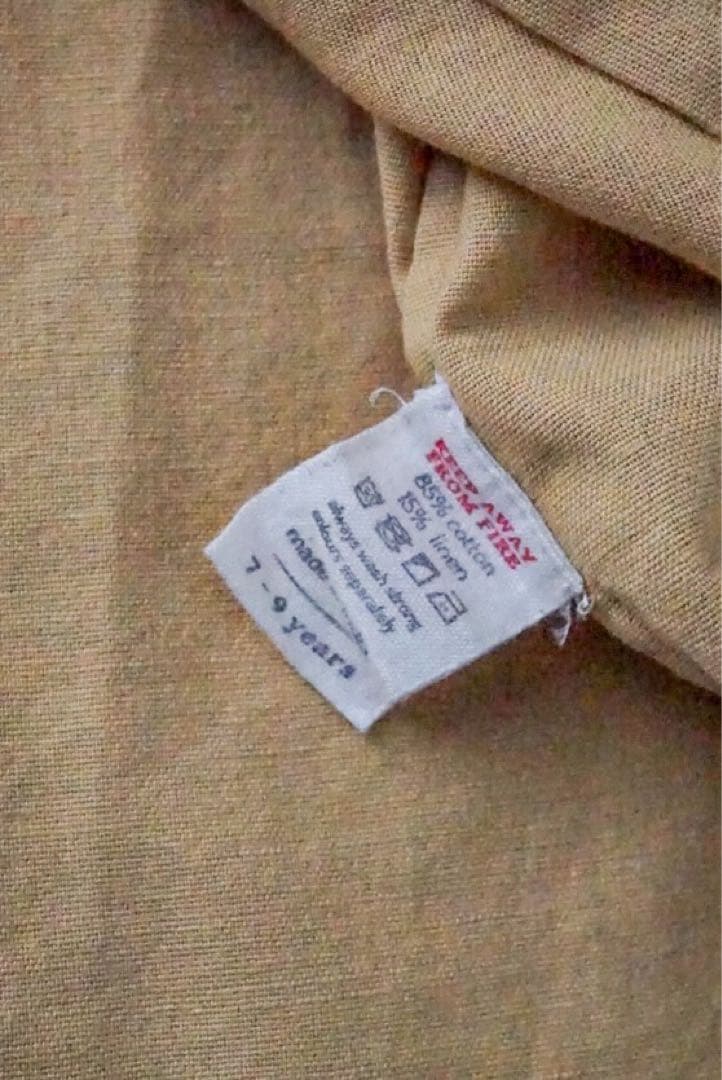 KEEP AWAY
FROM FIRE
85% cotton
15% linen
always wash strong
colours separately
made
7 - 9 years